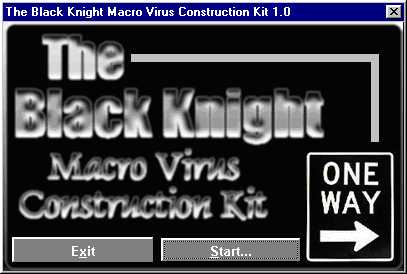 The Black Knight Macro Virus Construction Kit 1.0
The
Black Knight
Macro Virus
Construction Kit
ONE
WAY
Exit
Start...